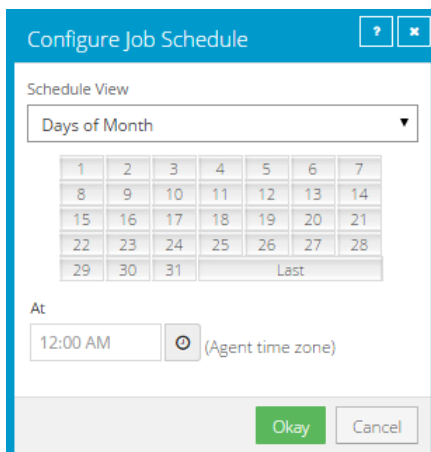 Configure Job Schedule ? ×
Schedule View
Days of Month
1 2 3 4 5 6 7
8 9 10 11 12 13 14
15 16 17 18 19 20 21
22 23 24 25 26 27 28
29 30 31 Last
At
12:00 AM (Agent time zone)
Okay Cancel